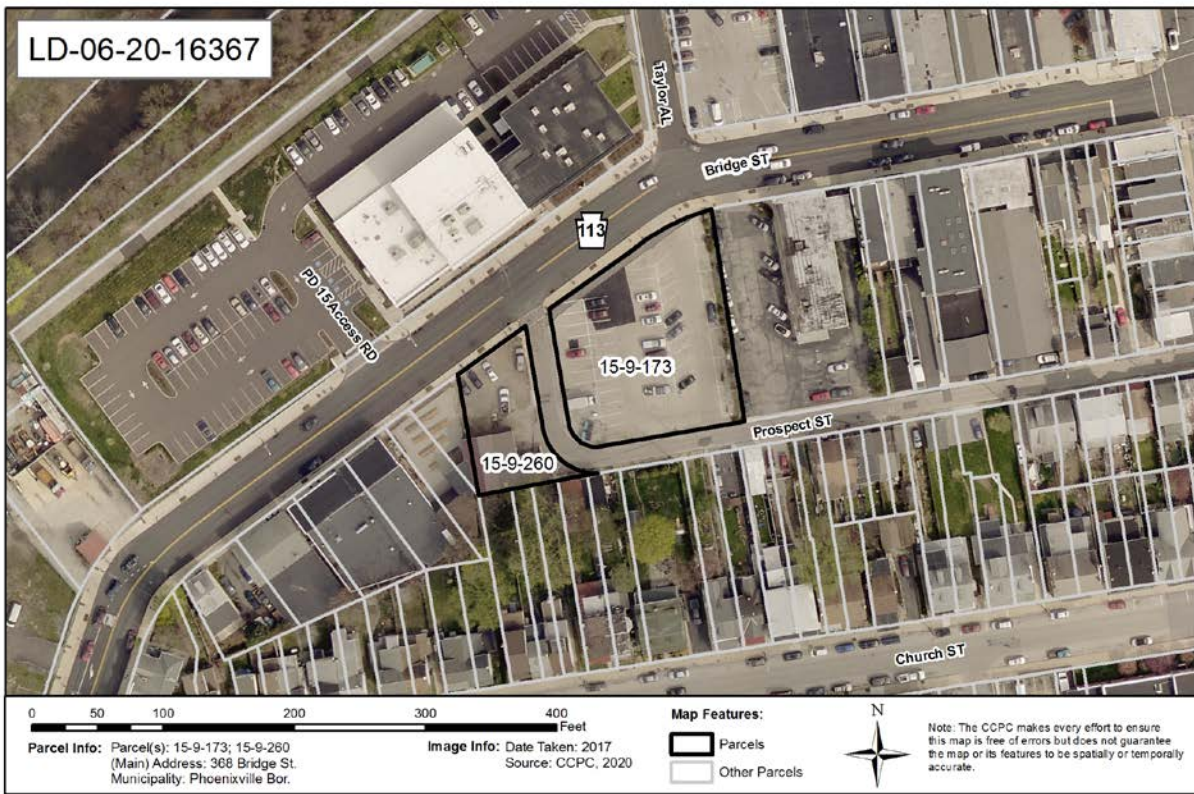 LD-06-20-16367
Taylor AL
Bridge ST
113
PD 15 Access RD
15-9-173
15-9-260
Prospect ST
Church ST
0 50 100 200 300 400
Feet
Parcel Info: Parcel(s): 15-9-173; 15-9-260
(Main) Address: 368 Bridge St.
Municipality: Phoenixville Bor.
Image Info: Date Taken: 2017
Source: CCPC, 2020
Map Features:
Parcels
Other Parcels
N
Note: The CCPC makes every effort to ensure
this map is free of errors but does not guarantee
the map or its features to be spatially or temporally
accurate.